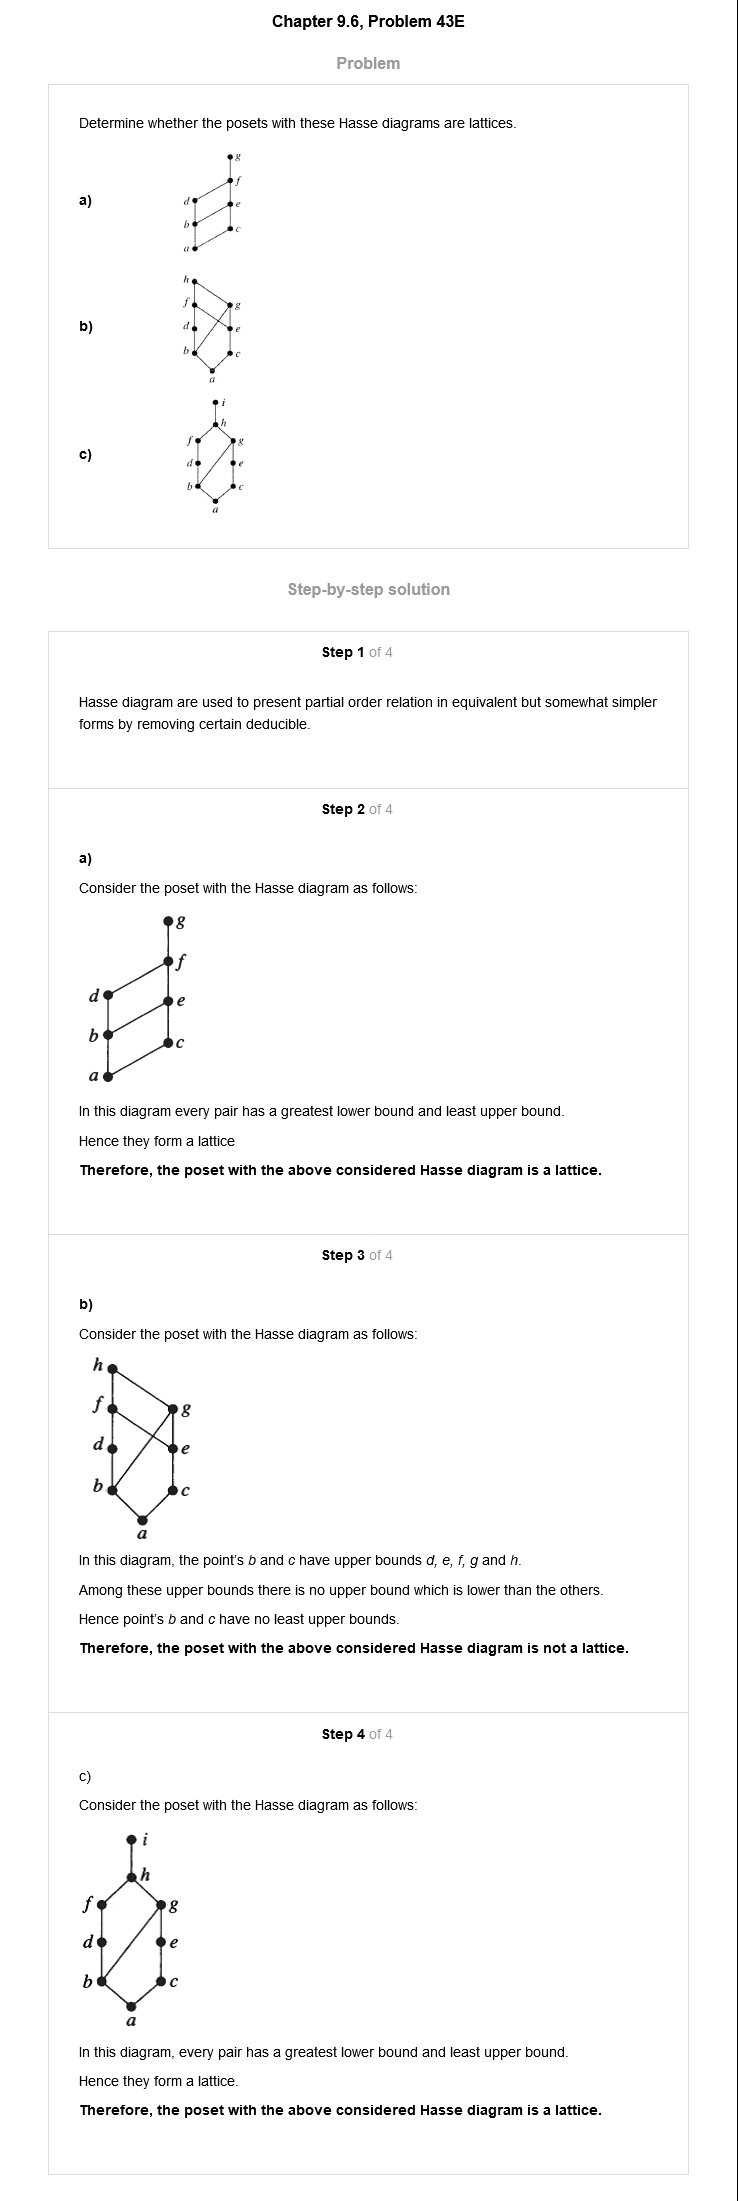 Chapter 9.6, Problem 43E
Problem
Determine whether the posets with these Hasse diagrams are lattices.
a)
g
f
d
e
b
c
a
b)
h
f
g
d
e
b
c
a
c)
i
h
f
g
d
e
b
c
a
Step-by-step solution
Step 1 of 4
Hasse diagram are used to present partial order relation in equivalent but somewhat simpler
forms by removing certain deducible.
Step 2 of 4
a)
Consider the poset with the Hasse diagram as follows:
g
f
d
e
b
c
a
In this diagram every pair has a greatest lower bound and least upper bound.
Hence they form a lattice
Therefore, the poset with the above considered Hasse diagram is a lattice.
Step 3 of 4
b)
Consider the poset with the Hasse diagram as follows:
h
f
g
d
e
b
c
a
In this diagram, the point's b and c have upper bounds d, e, f, g and h.
Among these upper bounds there is no upper bound which is lower than the others.
Hence point's b and c have no least upper bounds.
Therefore, the poset with the above considered Hasse diagram is not a lattice.
Step 4 of 4
c)
Consider the poset with the Hasse diagram as follows:
i
h
f
g
d
e
b
c
a
In this diagram, every pair has a greatest lower bound and least upper bound.
Hence they form a lattice.
Therefore, the poset with the above considered Hasse diagram is a lattice.